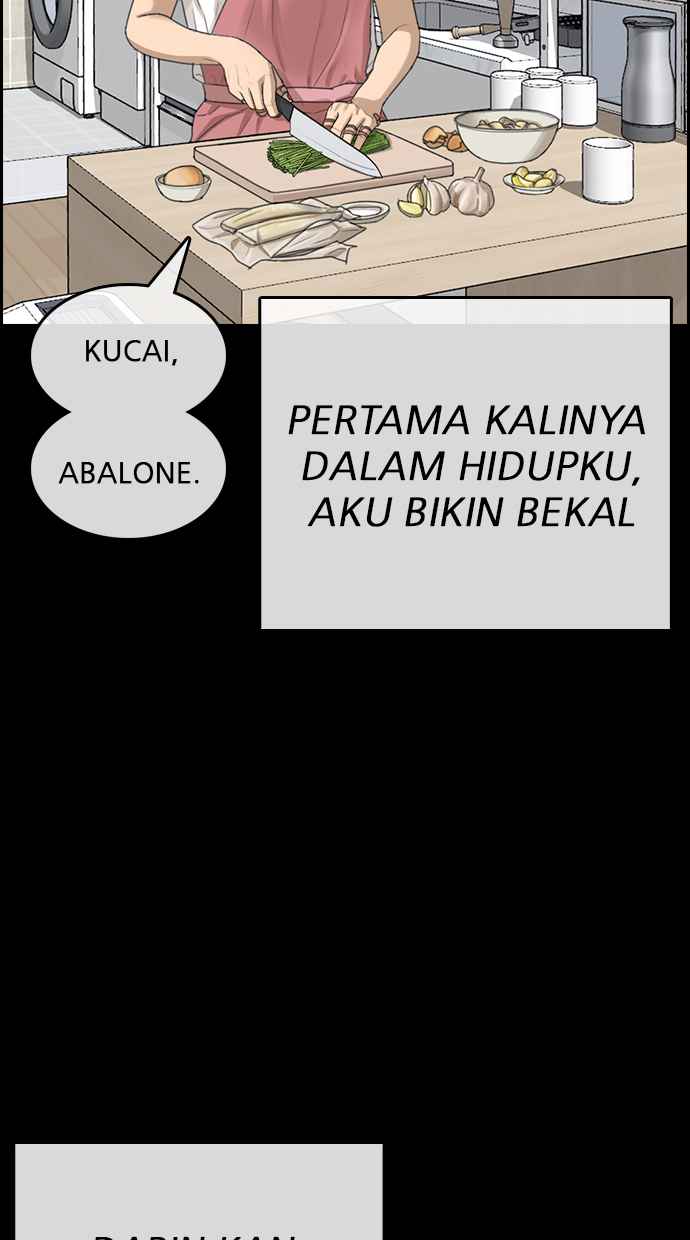 KUCAI,
ABALONE.
PERTAMA KALINYA
DALAM HIDUPKU,
AKU BIKIN BEKAL